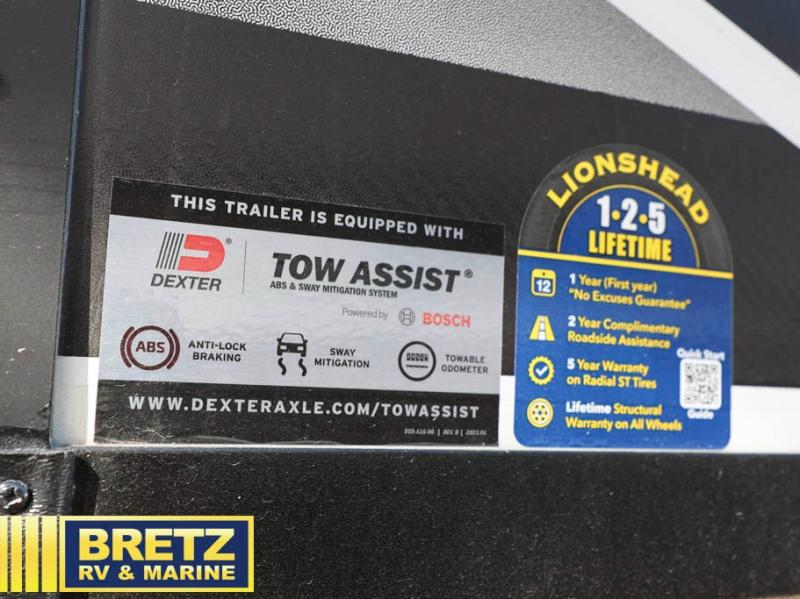 THIS TRAILER IS EQUIPPED WITH
DEXTER®
TOW ASSIST®
ABS & SWAY MITIGATION SYSTEM
Powered by BOSCH
ABS
ANTI-LOCK
BRAKING
SWAY
MITIGATION
TOWABLE
ODOMETER
WWW.DEXTERAXLE.COM/TOWASSIST
LIONSHEAD
1·2·5
LIFETIME
12
1 Year (First year)
"No Excuses Guarantee"
2 Year Complimentary
Roadside Assistance
5 Year Warranty
on Radial ST Tires
Lifetime Structural
Warranty on All Wheels
Quick Start
Guide
BRETZ
RV & MARINE